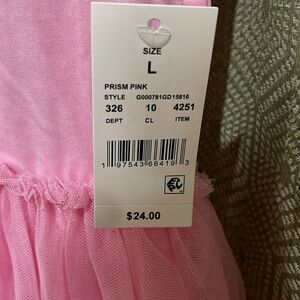 SIZE
L
PRISM PINK
STYLE G000781GD15816
326 10 4251
DEPT CL ITEM
1 97543 66419 3
$24.00